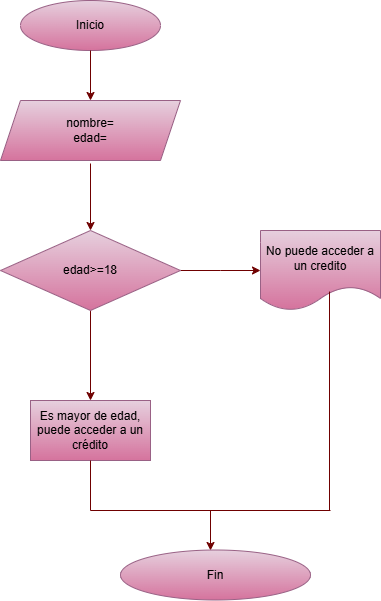 Inicio
nombre=
edad=
edad>=18
No puede acceder a
un credito
Es mayor de edad,
puede acceder a un
crédito
Fin